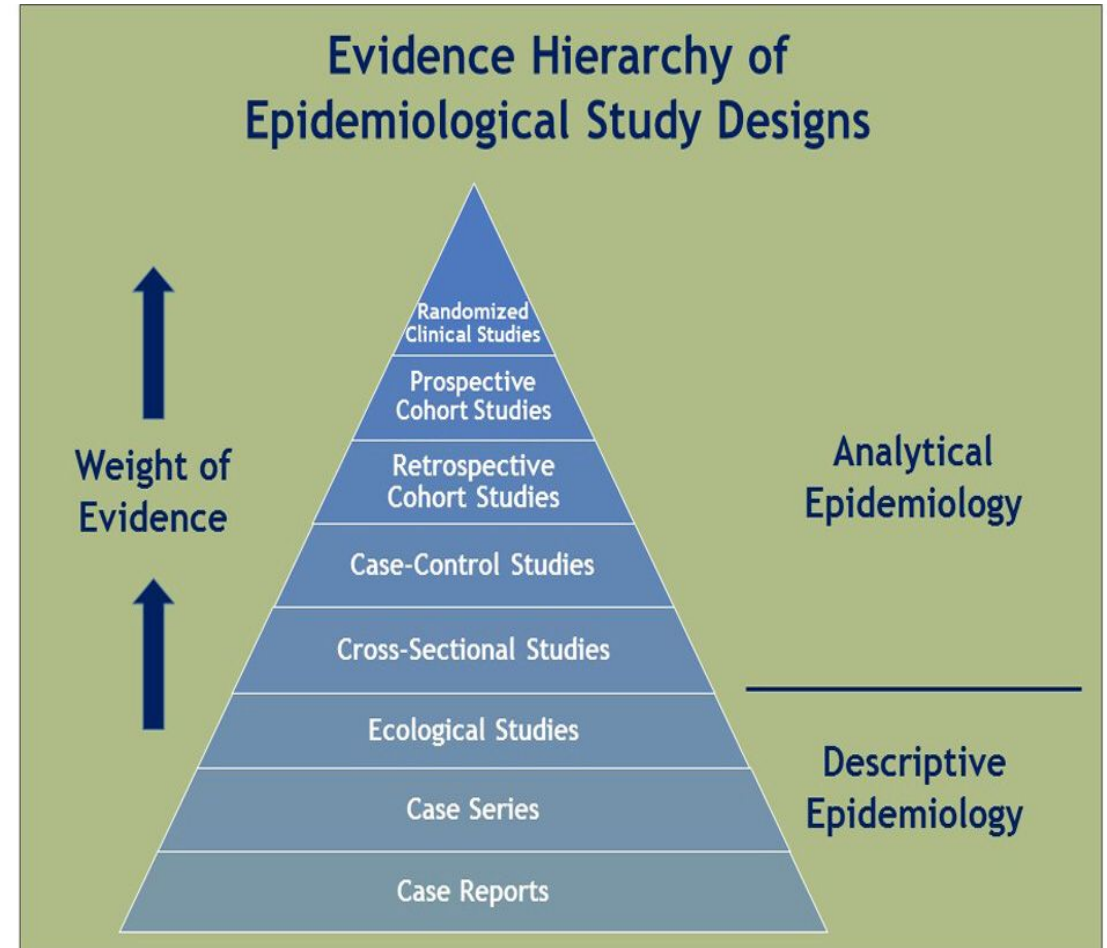 Evidence Hierarchy of
Epidemiological Study Designs
Randomized
Clinical Studies
Prospective
Cohort Studies
Retrospective
Cohort Studies
Case-Control Studies
Cross-Sectional Studies
Ecological Studies
Case Series
Case Reports
Weight of
Evidence
Analytical
Epidemiology
Descriptive
Epidemiology